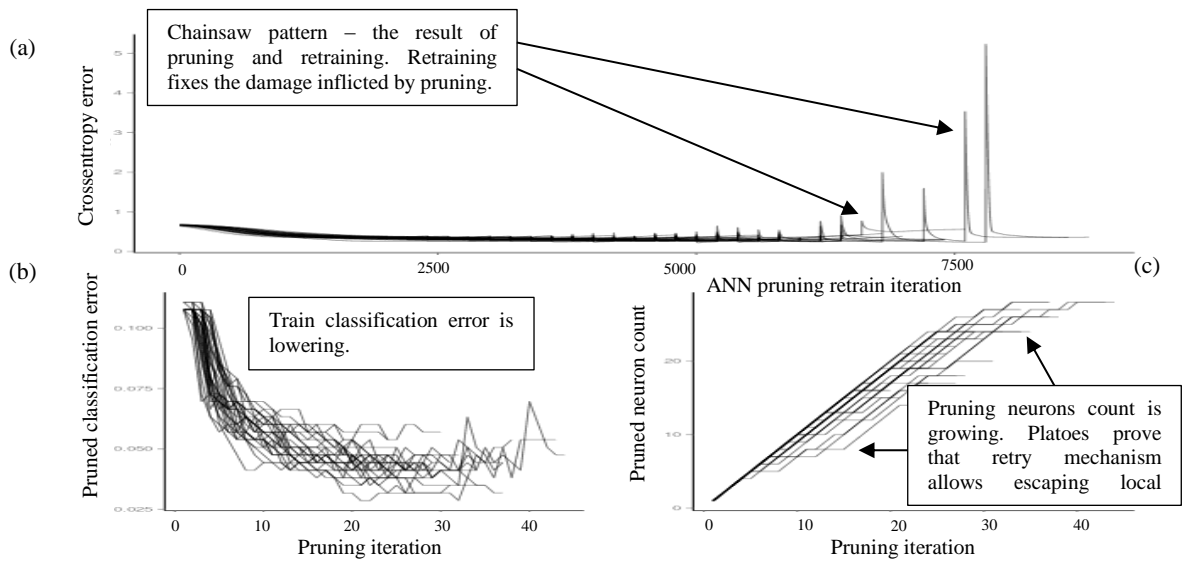 (a)
Chainsaw pattern – the result of
pruning and retraining. Retraining
fixes the damage inflicted by pruning.
Crossentropy error
5
4
3
2
1
0
0
2500
5000
7500
ANN pruning retrain iteration
(b)
Train classification error is
lowering.
Pruned classification error
0.100
0.075
0.050
0.025
0
10
20
30
40
Pruning iteration
(c)
Pruned neuron count
20
10
0
Pruning neurons count is
growing. Platoes prove
that retry mechanism
allows escaping local
0
10
20
30
40
Pruning iteration